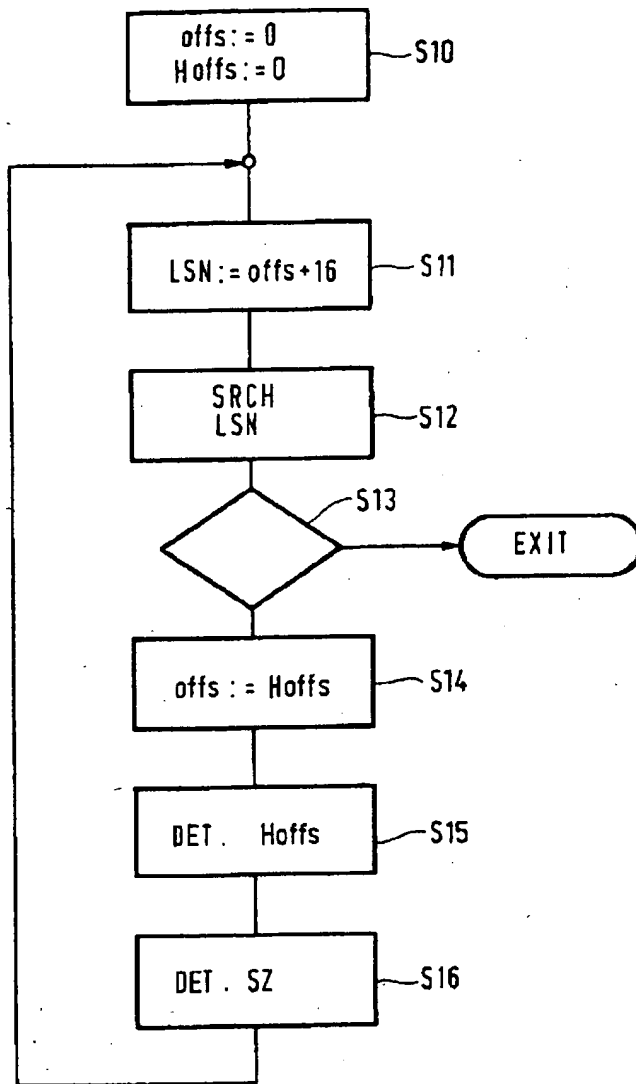 offs:=0
Hoffs:=0
S10
LSN:=offs+16
S11
SRCH
LSN
S12
S13
EXIT
offs := Hoffs
S14
DET. Hoffs
S15
DET. SZ
S16